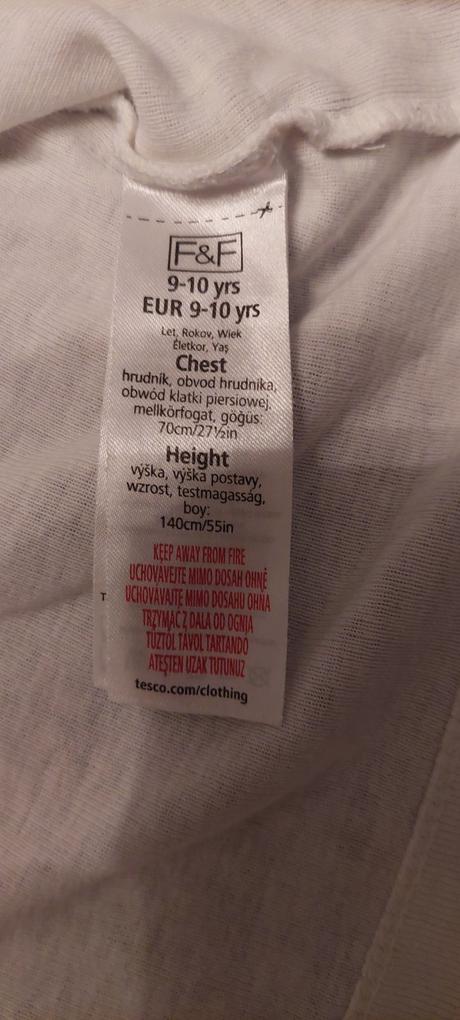 F&F
9-10 yrs
EUR 9-10 yrs
Let, Rokov, Wiek
Életkor, Yaş
Chest
hrudník, obvod hrudníka,
obwód klatki piersiowej,
mellkörfogat, göğüs:
70cm/27½in
Height
výška, výška postavy,
wzrost, testmagasság,
boy:
140cm/55in
KEEP AWAY FROM FIRE
UCHOVÁVEJTE MIMO DOSAH OHNĚ
UCHOVÁVAJTE MIMO DOSAHU OHŇA
TRZYMAĆ Z DALA OD OGNIA
TŰZTŐL TÁVOL TARTANDÓ
ATEŞTEN UZAK TUTUNUZ
T
tesco.com/clothing